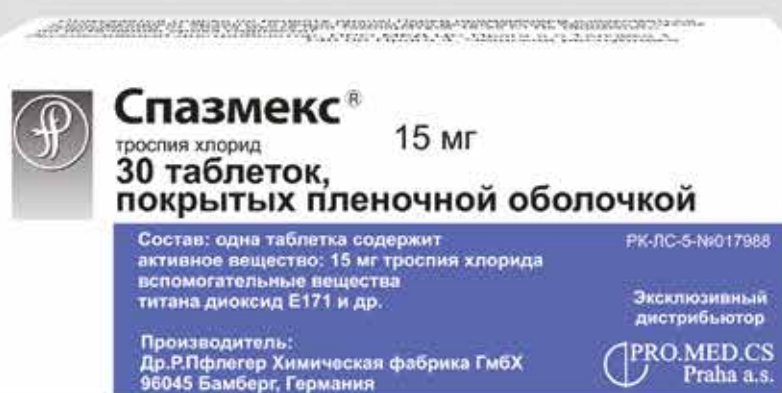 Спазмекс®
троспия хлорид
15 мг
30 таблеток,
покрытых пленочной оболочкой
Состав: одна таблетка содержит
активное вещество: 15 мг троспия хлорида
вспомогательные вещества
титана диоксид Е171 и др.
РК-ЛС-5-№017988
Эксклюзивный
дистрибьютор
Производитель:
Др.Р.Пфлегер Химическая фабрика ГмбХ
96045 Бамберг, Германия
PRO.MED.CS
Praha a.s.